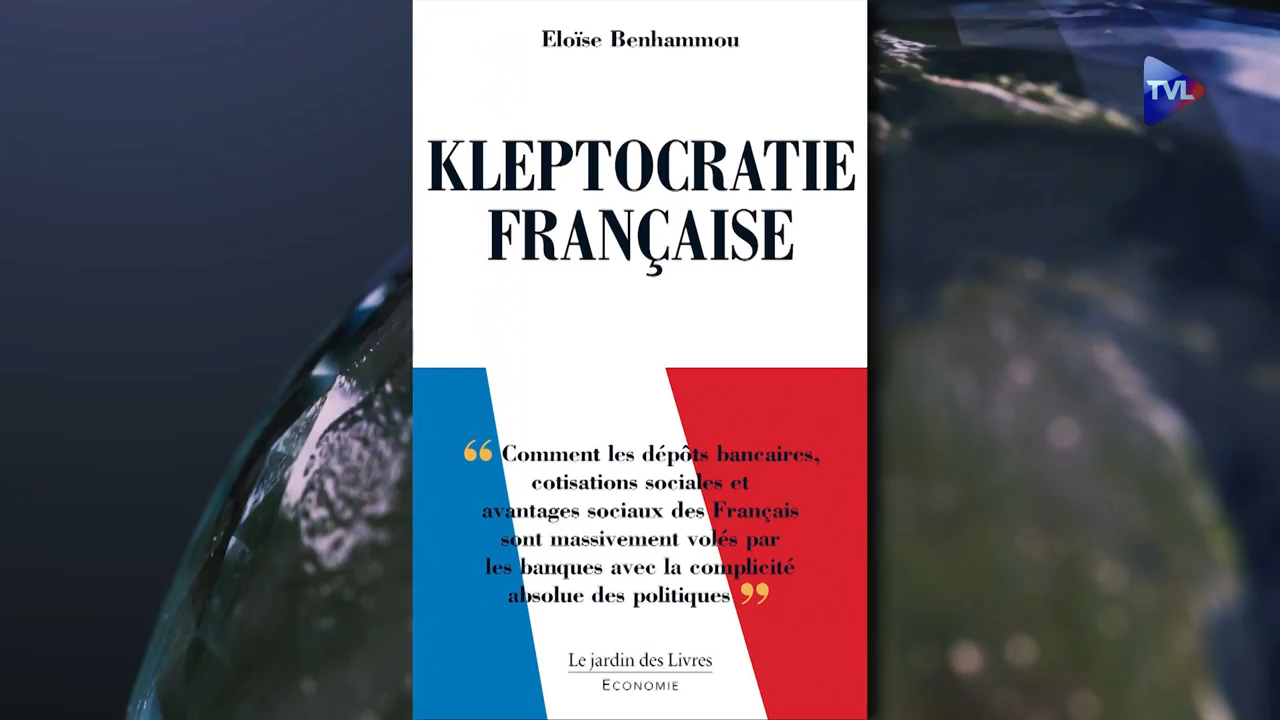 Eloïse Benhammou
TVL
KLEPTOCRATIE
FRANÇAISE
“ Comment les dépôts bancaires,
cotisations sociales et
avantages sociaux des Français
sont massivement volés par
les banques avec la complicité
absolue des politiques ”
Le jardin des Livres
ECONOMIE